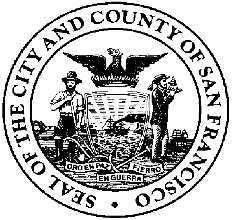 SEAL OF THE CITY AND COUNTY OF SAN FRANCISCO
ORO EN PAZ
FIERRO
EN GUERRA